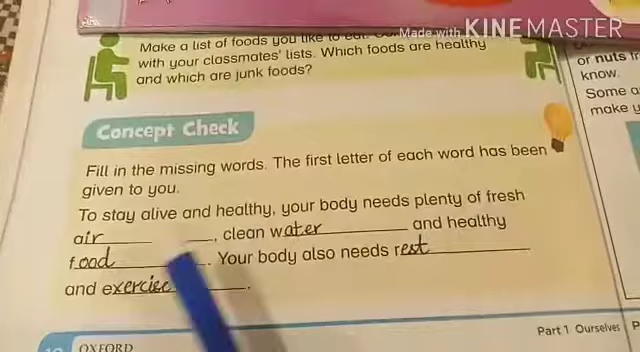 Made with KINEMASTER
Make a list of foods you like to eat.
with your classmates' lists. Which foods are healthy
and which are junk foods?
or nuts
know.
Some
make
Concept Check
Fill in the missing words. The first letter of each word has been
given to you.
To stay alive and healthy, your body needs plenty of fresh
air, clean water and healthy
food. Your body also needs rest
and exercise.
Part 1 Ourselves
OXFORD